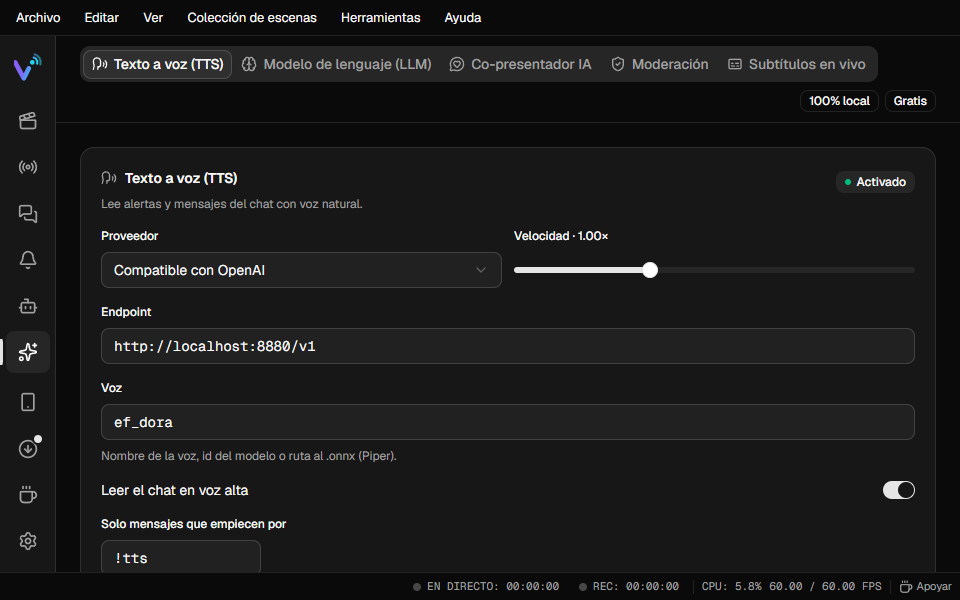 Archivo Editar Ver Colección de escenas Herramientas Ayuda
Texto a voz (TTS) Modelo de lenguaje (LLM) Co-presentador IA Moderación Subtítulos en vivo
100% local Gratis
Texto a voz (TTS)
Activado
Lee alertas y mensajes del chat con voz natural.
Proveedor
Velocidad · 1.00×
Compatible con OpenAI
Endpoint
http://localhost:8880/v1
Voz
ef_dora
Nombre de la voz, id del modelo o ruta al .onnx (Piper).
Leer el chat en voz alta
Solo mensajes que empiecen por
!tts
EN DIRECTO: 00:00:00 REC: 00:00:00 CPU: 5.8% 60.00 / 60.00 FPS Apoyar